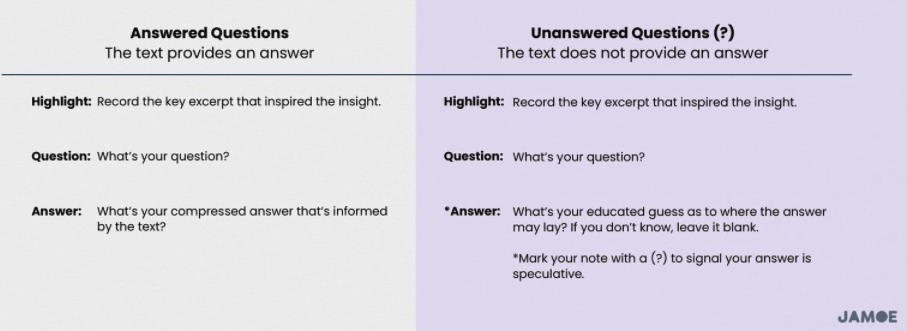 Answered Questions
The text provides an answer
Highlight: Record the key excerpt that inspired the insight.
Question: What's your question?
Answer: What's your compressed answer that's informed
by the text?
Unanswered Questions (?)
The text does not provide an answer
Highlight: Record the key excerpt that inspired the insight.
Question: What's your question?
*Answer: What's your educated guess as to where the answer
may lay? If you don't know, leave it blank.
*Mark your note with a (?) to signal your answer is
speculative.
JAMOE